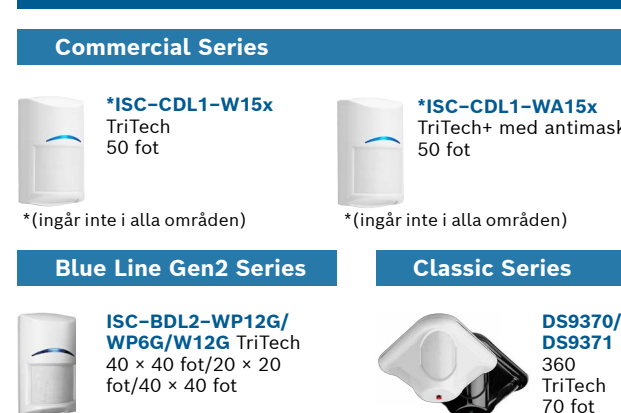 Commercial Series
*ISC–CDL1–W15x
TriTech
50 fot
*(ingår inte i alla områden)
*ISC–CDL1–WA15x
TriTech+ med antimask
50 fot
*(ingår inte i alla områden)
Blue Line Gen2 Series
ISC–BDL2–WP12G/
WP6G/W12G TriTech
40 × 40 fot/20 × 20
fot/40 × 40 fot
Classic Series
DS9370/
DS9371
360
TriTech
70 fot